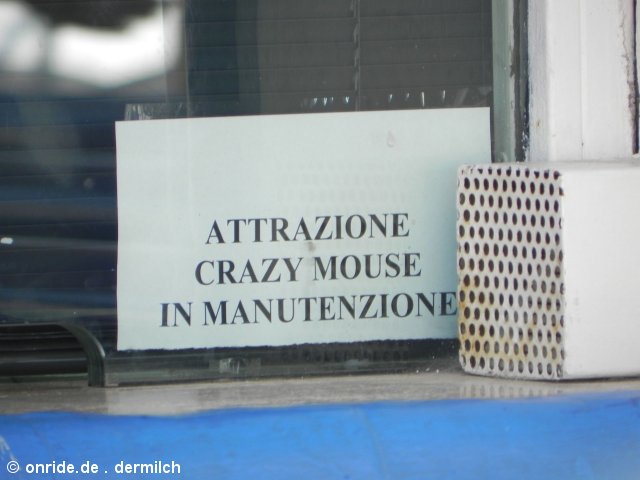 ATTRAZIONE
CRAZY MOUSE
IN MANUTENZIONE
© onride.de . dermilch